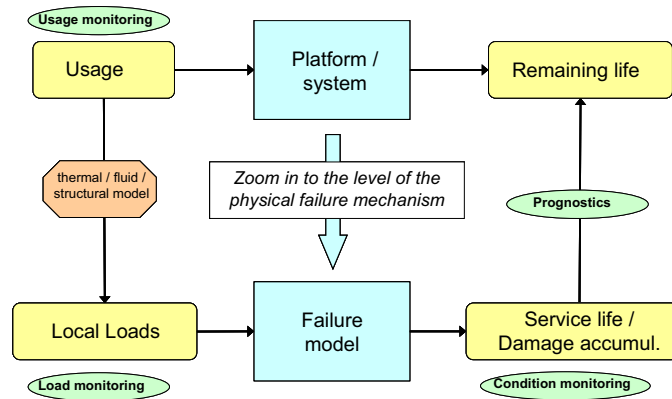 Usage monitoring
Usage
Platform /
system
Remaining life
thermal / fluid /
structural model
Zoom in to the level of the
physical failure mechanism
Prognostics
Local Loads
Failure
model
Service life /
Damage accumul.
Load monitoring
Condition monitoring